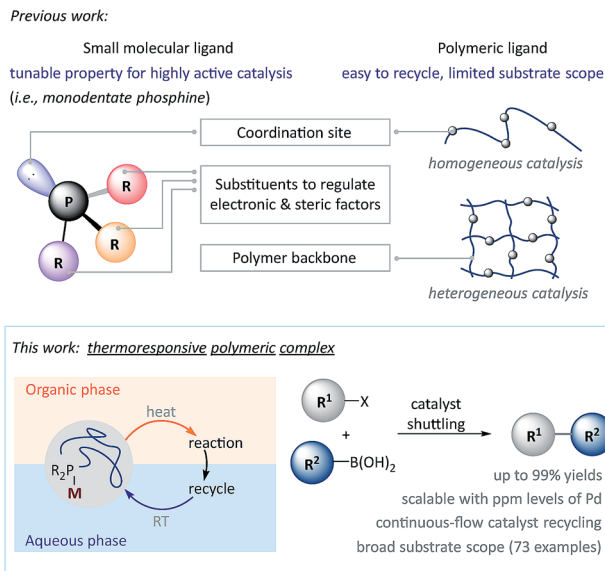 Previous work:
Small molecular ligand
tunable property for highly active catalysis
(i.e., monodentate phosphine)
Polymeric ligand
easy to recycle, limited substrate scope
Coordination site
Substituents to regulate
electronic & steric factors
Polymer backbone
P
R
R
R
homogeneous catalysis
heterogeneous catalysis
This work: thermoresponsive polymeric complex
Organic phase
heat
reaction
R₂P
M
recycle
RT
Aqueous phase
R¹—X
+
R²—B(OH)₂
catalyst
shuttling
R¹ R²
up to 99% yields
scalable with ppm levels of Pd
continuous-flow catalyst recycling
broad substrate scope (73 examples)